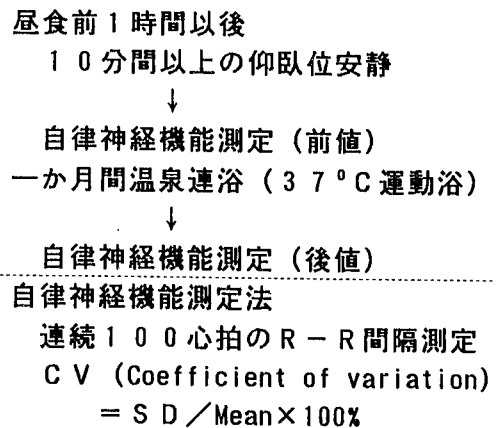 昼食前1時間以後
10分間以上の仰臥位安静
↓
自律神経機能測定（前値）
一か月間温泉連浴（37⁰C運動浴）
↓
自律神経機能測定（後値）
自律神経機能測定法
連続100心拍のR－R間隔測定
CV (Coefficient of variation)
＝SD／Mean×100%